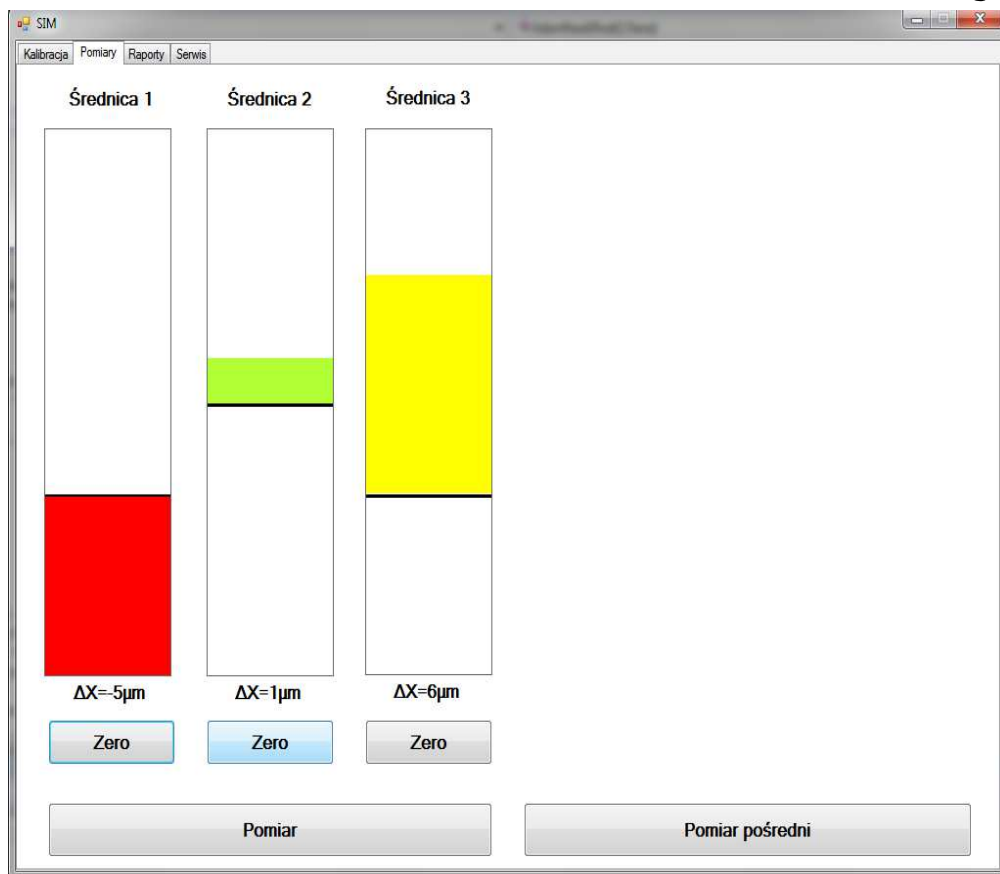 SIM
Kalibracja Pomiary Raporty Serwis
Średnica 1 Średnica 2 Średnica 3
ΔX=-5µm ΔX=1µm ΔX=6µm
Zero Zero Zero
Pomiar Pomiar pośredni